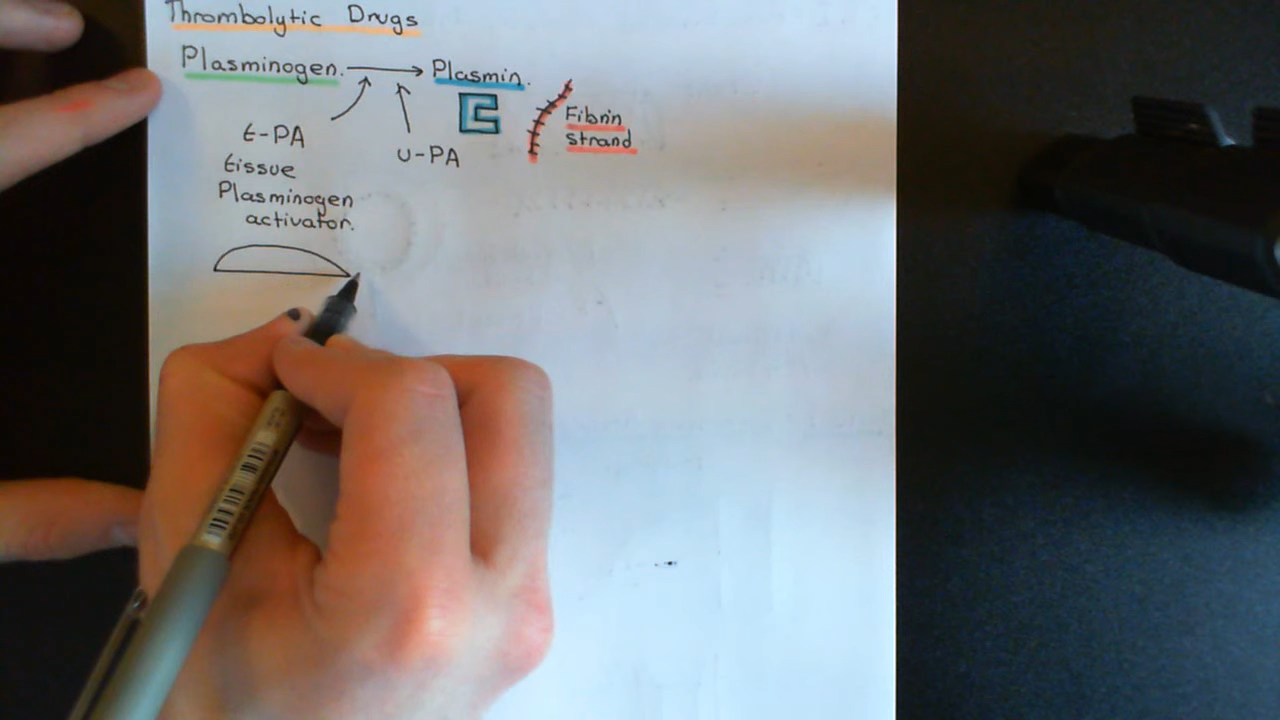 Thrombolytic Drugs
Plasminogen. Plasmin.
Fibrin
strand
t-PA
U-PA
tissue
Plasminogen
activator.